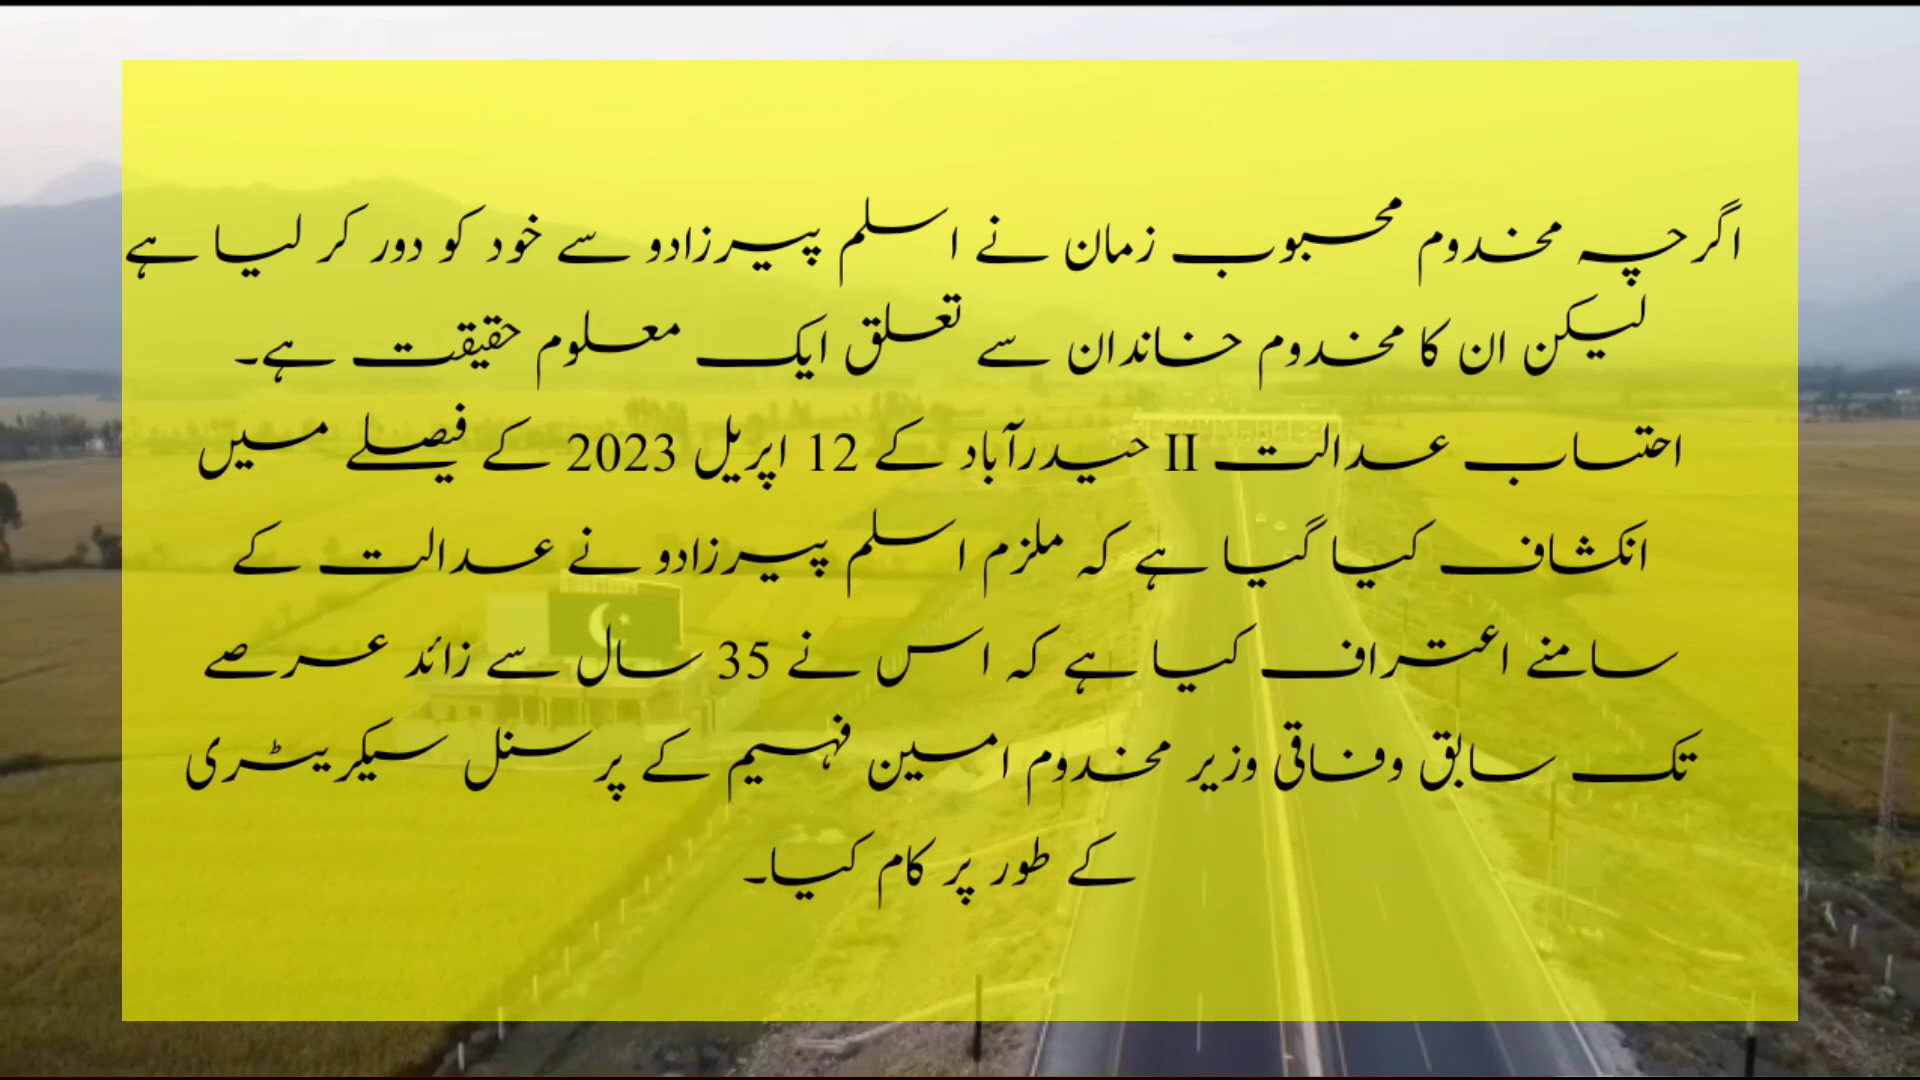 اگرچہ مخدوم محبوب زمان نے اسلم پیرزادو سے خود کو دور کر لیا ہے
لیکن ان کا مخدوم خاندان سے تعلق ایک معلوم حقیقت ہے۔
احتساب عدالت II حیدرآباد کے 12 اپریل 2023 کے فیصلے میں
انکشاف کیا گیا ہے کہ ملزم اسلم پیرزادو نے عدالت کے
سامنے اعتراف کیا ہے کہ اس نے 35 سال سے زائد عرصے
تک سابق وفاقی وزیر مخدوم امین فہیم کے پرسنل سیکریٹری
کے طور پر کام کیا۔